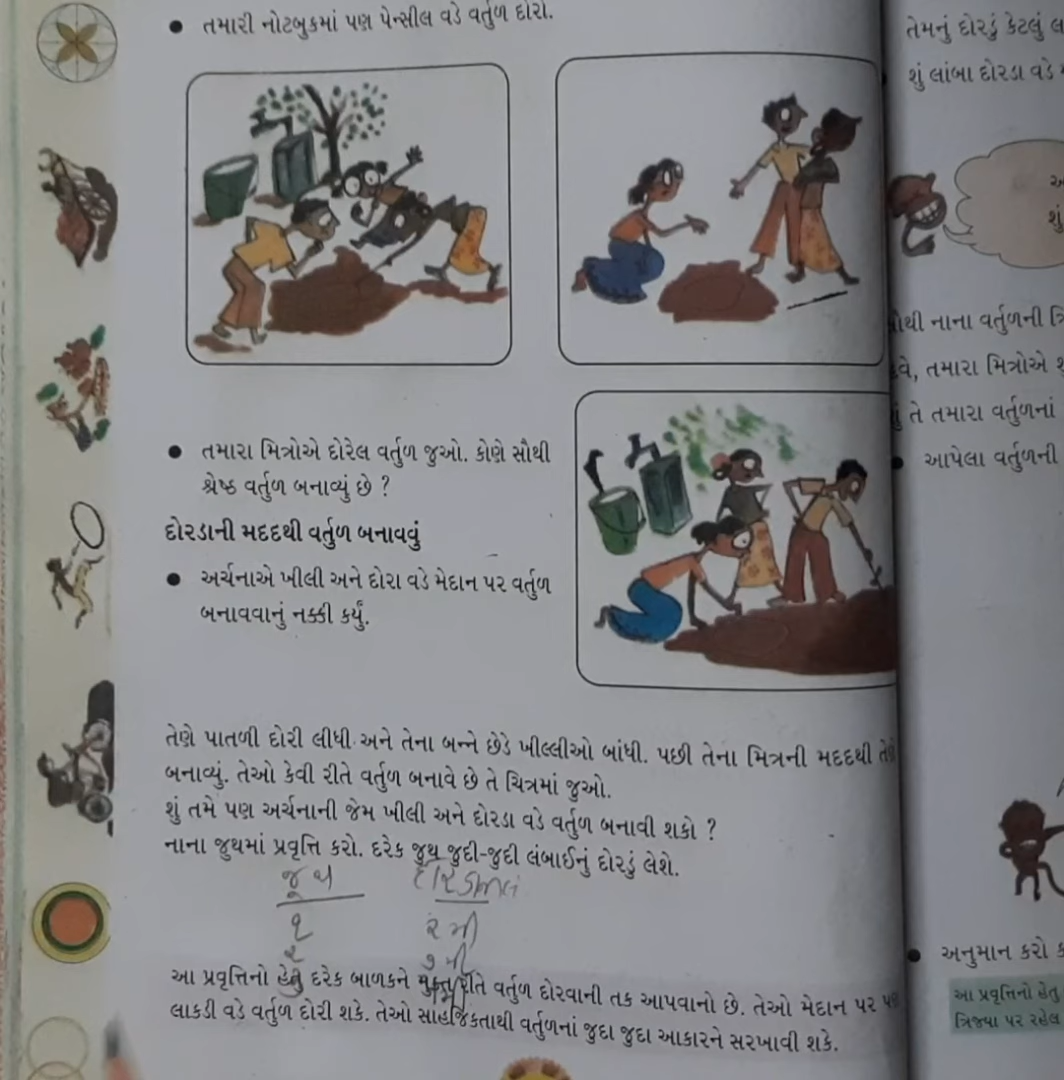 તમારી નોટબુકમાં પણ પેન્સીલ વડે વર્તુળ દોરો.
તમારા મિત્રોએ દોરેલ વર્તુળ જુઓ. કોણે સૌથી
શ્રેષ્ઠ વર્તુળ બનાવ્યું છે ?
દોરડાની મદદથી વર્તુળ બનાવવું
અર્ચનાએ ખીલી અને દોરા વડે મેદાન પર વર્તુળ
બનાવવાનું નક્કી કર્યું.
તેણે પાતળી દોરી લીધી અને તેના બન્ને છેડે ખીલ્લીઓ બાંધી. પછી તેના મિત્રની મદદથી
બનાવ્યું. તેઓ કેવી રીતે વર્તુળ બનાવે છે તે ચિત્રમાં જુઓ.
શું તમે પણ અર્ચનાની જેમ ખીલી અને દોરડા વડે વર્તુળ બનાવી શકો ?
નાના જુથમાં પ્રવૃત્તિ કરો. દરેક જુથ જુદી-જુદી લંબાઈનું દોરડું લેશે.
જૂથ
૧ ૨ મી
૨
આ પ્રવૃત્તિનો હેતુ દરેક બાળકને મુક્ત રીતે વર્તુળ દોરવાની તક આપવાનો છે. તેઓ મેદાન પર
લાકડી વડે વર્તુળ દોરી શકે. તેઓ સાહજિકતાથી વર્તુળનાં જુદા જુદા આકારને સરખાવી શકે.
તેમનું દોરડું કેટલું
શું લાંબા દોરડા વડે
નાના વર્તુળની
તમારા મિત્રોએ
તે તમારા વર્તુળનાં
આપેલા વર્તુળની
અનુમાન કરો
આ પ્રવૃત્તિનો હેતુ
ત્રિજ્યા પર રહેલ